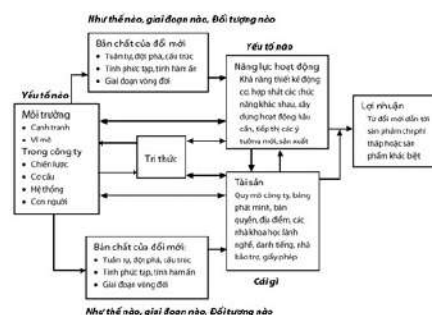 Như thế nào, giai đoạn nào, Đối tượng nào
Bản chất của đổi mới
• Tuần tự, đột phá, cấu trúc
• Tính phức tạp, tính hàm ẩn
• Giai đoạn vòng đời
Yếu tố nào
Năng lực hoạt động
Khả năng thiết kế động
cơ, hợp nhất các chức
năng khác nhau, xây
dựng hoạt động hậu
cần, tiếp thị các ý
tưởng mới, sản xuất
Yếu tố nào
Môi trường
• Cạnh tranh
• Vĩ mô
Trong công ty
• Chiến lược
• Cơ cấu
• Hệ thống
• Con người
Tri thức
Lợi nhuận
Từ đổi mới dẫn tới
sản phẩm chi phí
thấp hoặc sản
phẩm khác biệt
Tài sản
Quy mô công ty, bằng
phát minh, bản
quyền, địa điểm, các
nhà khoa học lành
nghề, danh tiếng, nhà
bảo trợ, giấy phép
Cái gì
Bản chất của đổi mới:
• Tuần tự, đột phá, cấu trúc
• Tính phức tạp, tính hàm ẩn
• Giai đoạn vòng đời
Như thế nào, giai đoạn nào, Đối tượng nào